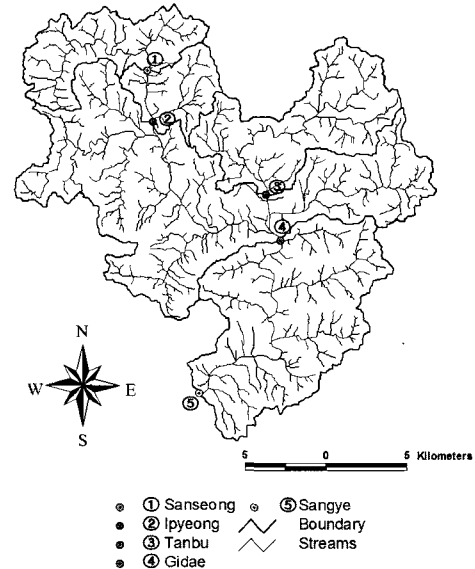 ①
②
③
④
N
W E
S
⑤
5 0 5 Kilometers
① Sanseong ⑤ Sangye
② Ipyeong Boundary
③ Tanbu Streams
④ Gidae